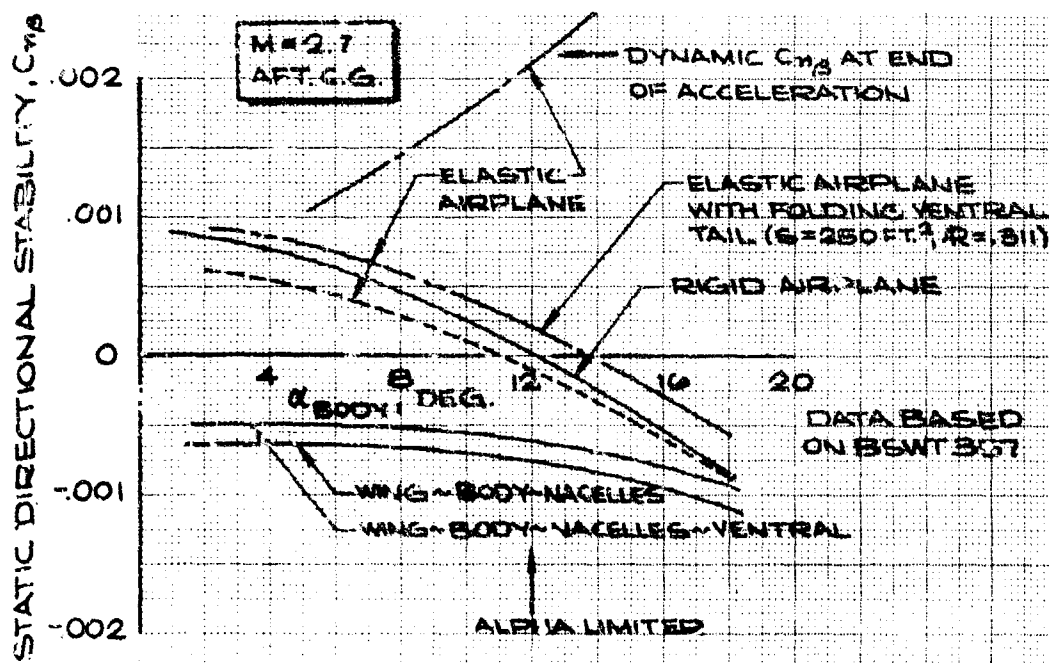 STATIC DIRECTIONAL STABILITY, Cnβ
M = 2.7
AFT. C.G.
.002
.001
0
-.001
-.002
DYNAMIC Cnβ AT END
OF ACCELERATION
ELASTIC
AIRPLANE
ELASTIC AIRPLANE
WITH FOLDING VENTRAL
TAIL (S=250 FT.², AR=.811)
RIGID AIRPLANE
4
8
12
16
20
αBODY, DEG.
DATA BASED
ON BSWT 357
WING~BODY~NACELLES
WING~BODY~NACELLES~VENTRAL
ALPHA LIMITED